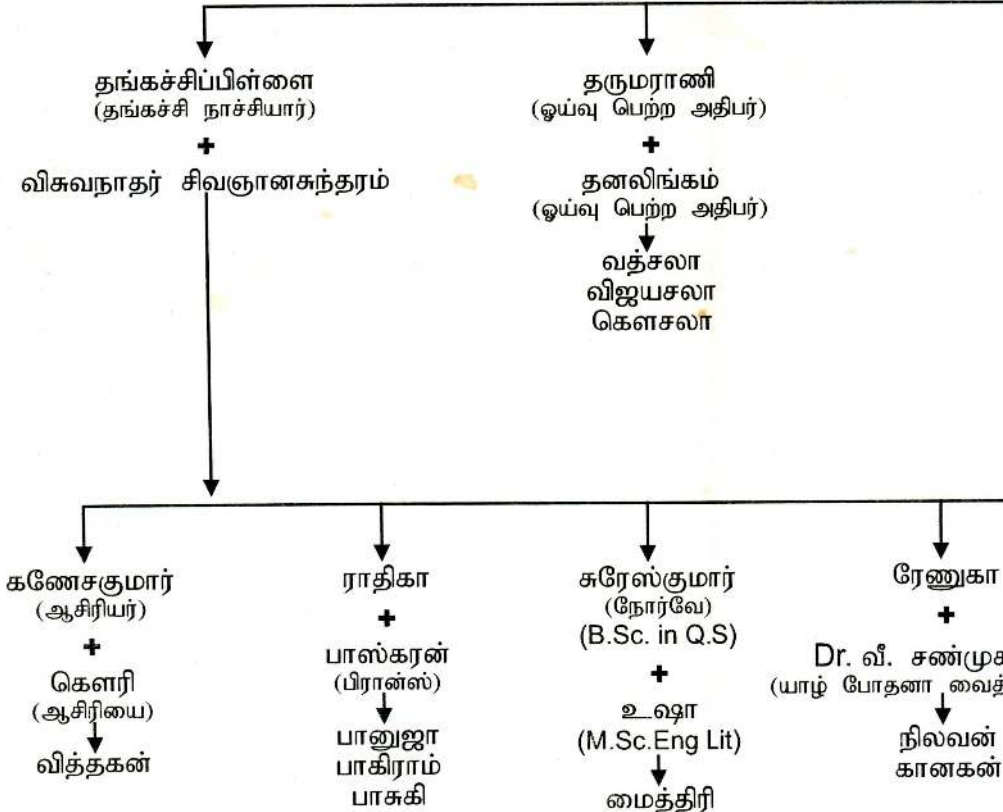 தங்கச்சிப்பிள்ளை
(தங்கச்சி நாச்சியார்)
+
விசுவநாதர் சிவஞானசுந்தரம்
தருமராணி
(ஓய்வு பெற்ற அதிபர்)
+
தனலிங்கம்
(ஓய்வு பெற்ற அதிபர்)
வத்சலா
விஜயசலா
கௌசலா
கணேசகுமார்
(ஆசிரியர்)
+
கௌரி
(ஆசிரியை)
வித்தகன்
ராதிகா
+
பாஸ்கரன்
(பிரான்ஸ்)
பானுஜா
பாகிராம்
பாசுகி
சுரேஸ்குமார்
(நோர்வே)
(B.Sc. in Q.S)
+
உஷா
(M.Sc.Eng Lit)
மைத்திரி
ரேணுகா
+
Dr. வீ.
(யாழ் போதனா
நிலவன்
கானகன்